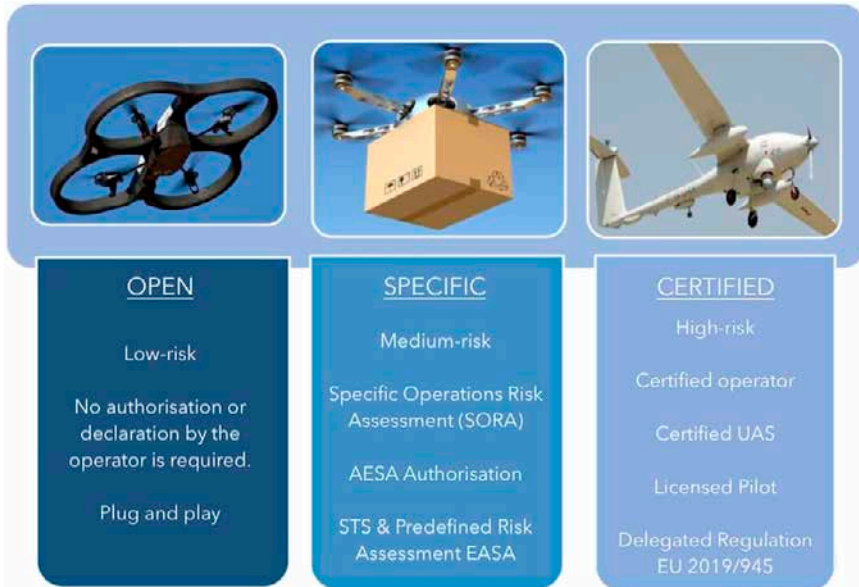 OPEN
Low-risk
No authorisation or
declaration by the
operator is required.
Plug and play
SPECIFIC
Medium-risk
Specific Operations Risk
Assessment (SORA)
AESA Authorisation
STS & Predefined Risk
Assessment EASA
CERTIFIED
High-risk
Certified operator
Certified UAS
Licensed Pilot
Delegated Regulation
EU 2019/945